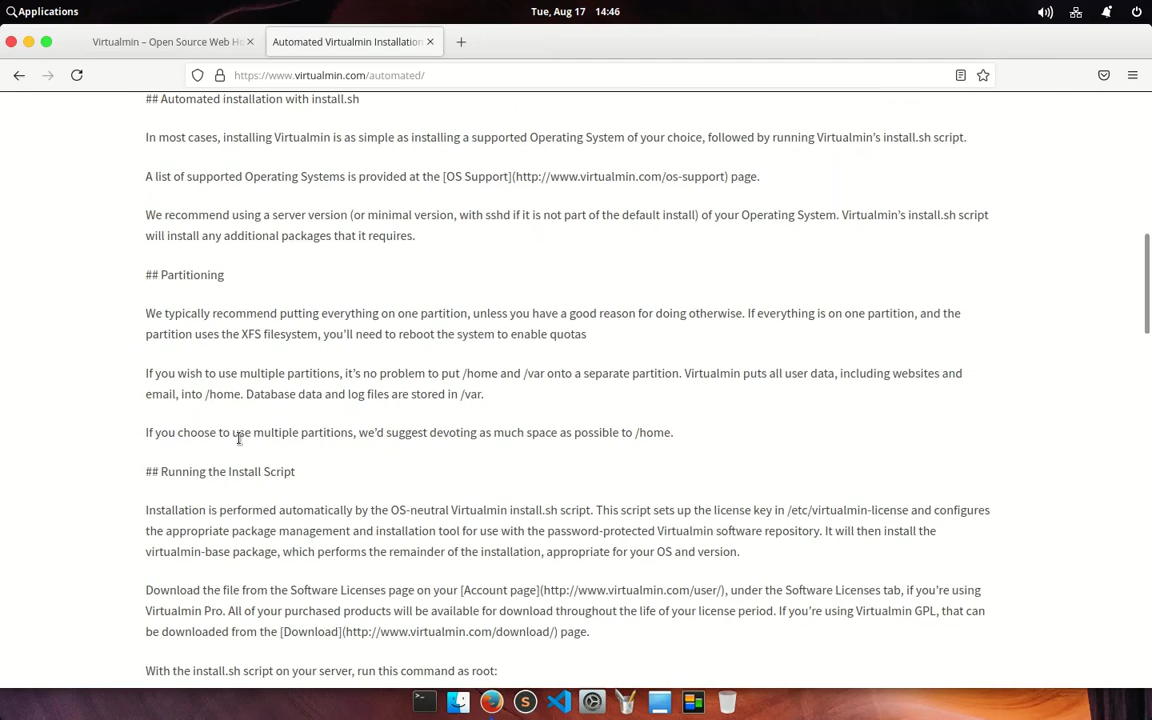 Applications
Tue, Aug 17 14:46
Virtualmin – Open Source Web Ho
Automated Virtualmin Installation
https://www.virtualmin.com/automated/
## Automated installation with install.sh
In most cases, installing Virtualmin is as simple as installing a supported Operating System of your choice, followed by running Virtualmin’s install.sh script.
A list of supported Operating Systems is provided at the [OS Support](http://www.virtualmin.com/os-support) page.
We recommend using a server version (or minimal version, with sshd if it is not part of the default install) of your Operating System. Virtualmin’s install.sh script
will install any additional packages that it requires.
## Partitioning
We typically recommend putting everything on one partition, unless you have a good reason for doing otherwise. If everything is on one partition, and the
partition uses the XFS filesystem, you’ll need to reboot the system to enable quotas
If you wish to use multiple partitions, it’s no problem to put /home and /var onto a separate partition. Virtualmin puts all user data, including websites and
email, into /home. Database data and log files are stored in /var.
If you choose to use multiple partitions, we’d suggest devoting as much space as possible to /home.
## Running the Install Script
Installation is performed automatically by the OS-neutral Virtualmin install.sh script. This script sets up the license key in /etc/virtualmin-license and configures
the appropriate package management and installation tool for use with the password-protected Virtualmin software repository. It will then install the
virtualmin-base package, which performs the remainder of the installation, appropriate for your OS and version.
Download the file from the Software Licenses page on your [Account page](http://www.virtualmin.com/user/), under the Software Licenses tab, if you’re using
Virtualmin Pro. All of your purchased products will be available for download throughout the life of your license period. If you’re using Virtualmin GPL, that can
be downloaded from the [Download](http://www.virtualmin.com/download/) page.
With the install.sh script on your server, run this command as root: